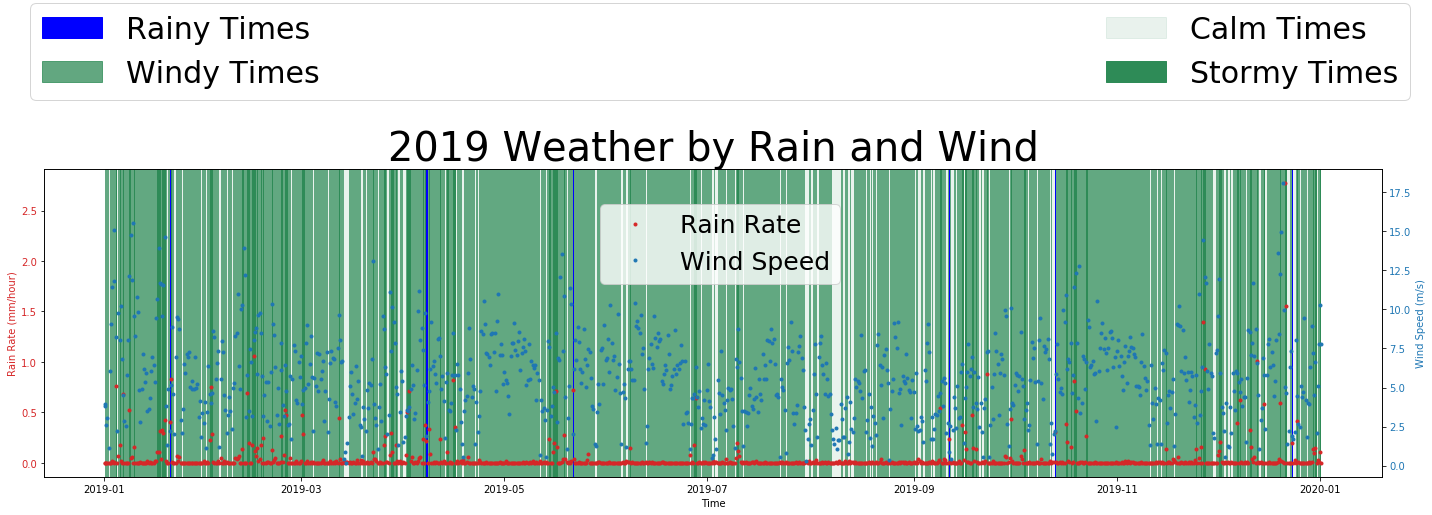 Rainy Times
Windy Times
Calm Times
Stormy Times
2019 Weather by Rain and Wind
Rain Rate
Wind Speed
Rain Rate (mm/hour)
2.5
2.0
1.5
1.0
0.5
0.0
17.5
15.0
12.5
10.0
7.5
5.0
2.5
0.0
Wind Speed (m/s)
2019-01
2019-03
2019-05
2019-07
2019-09
2019-11
2020-01
Time